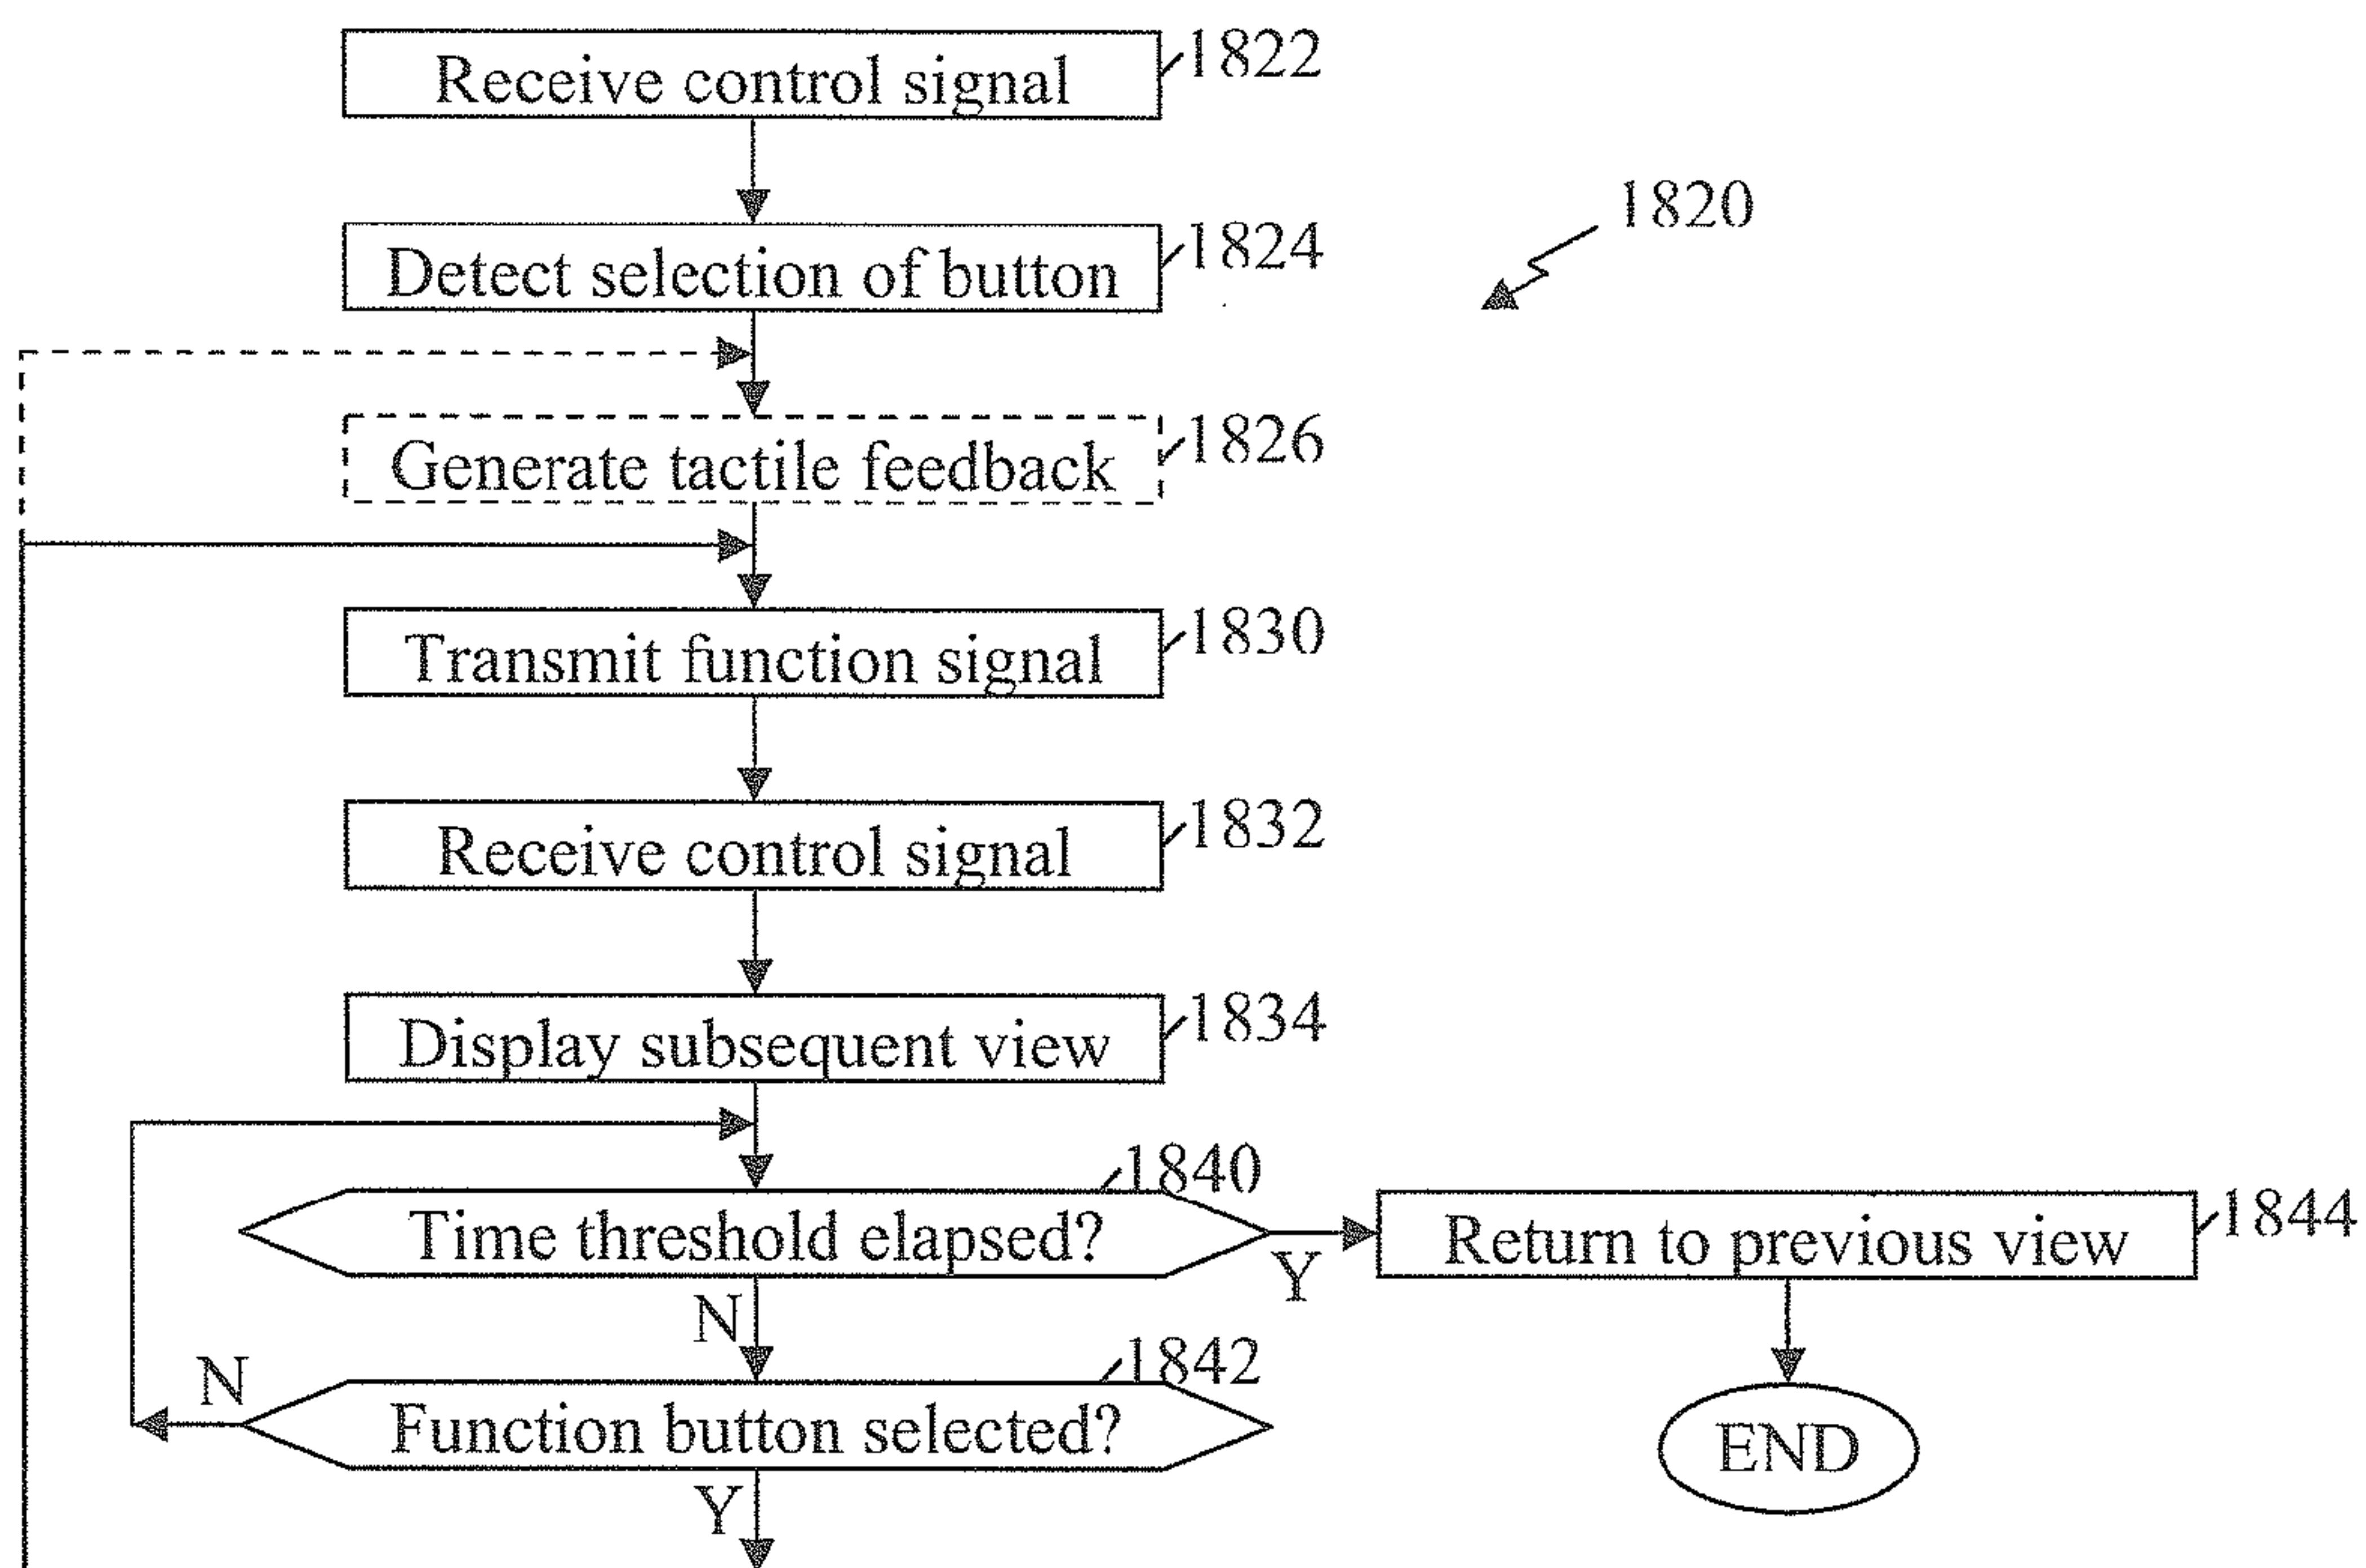 Receive control signal 1822
1820
Detect selection of button 1824
Generate tactile feedback 1826
Transmit function signal 1830
Receive control signal 1832
Display subsequent view 1834
1840
Time threshold elapsed?
Y
Return to previous view 1844
N
1842
N
Function button selected?
END
Y